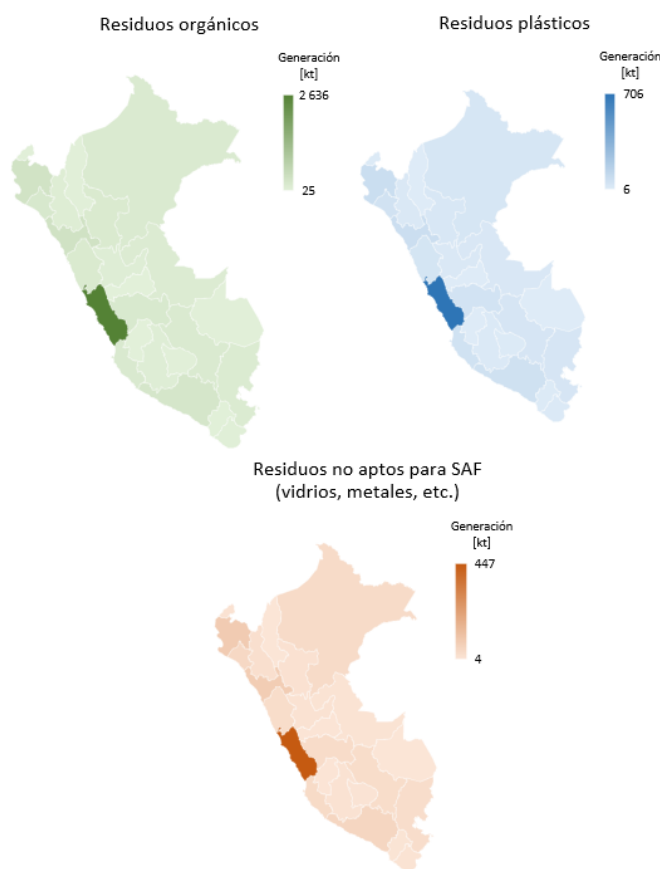 Residuos orgánicos
Generación
[kt]
2 636
25
Residuos plásticos
Generación
[kt]
706
6
Residuos no aptos para SAF
(vidrios, metales, etc.)
Generación
[kt]
447
4